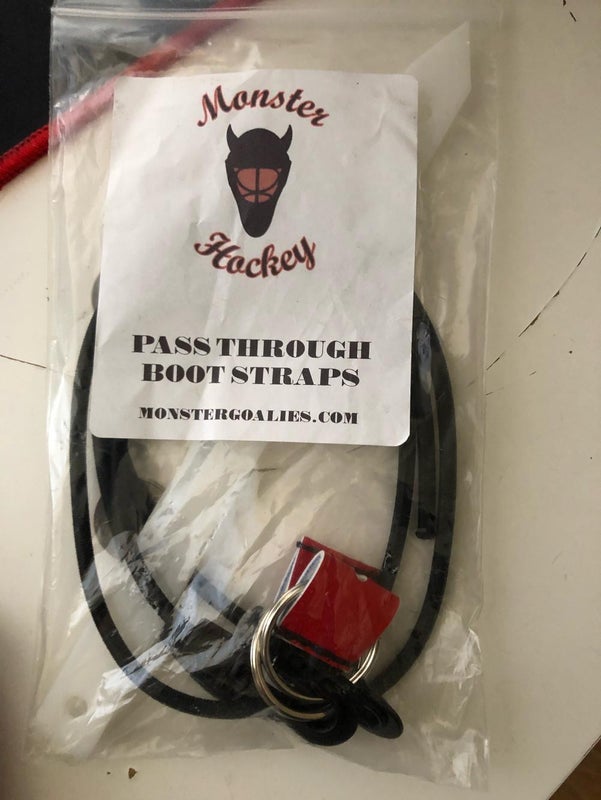 Monster
Hockey
PASS THROUGH
BOOT STRAPS
MONSTERGOALIES.COM